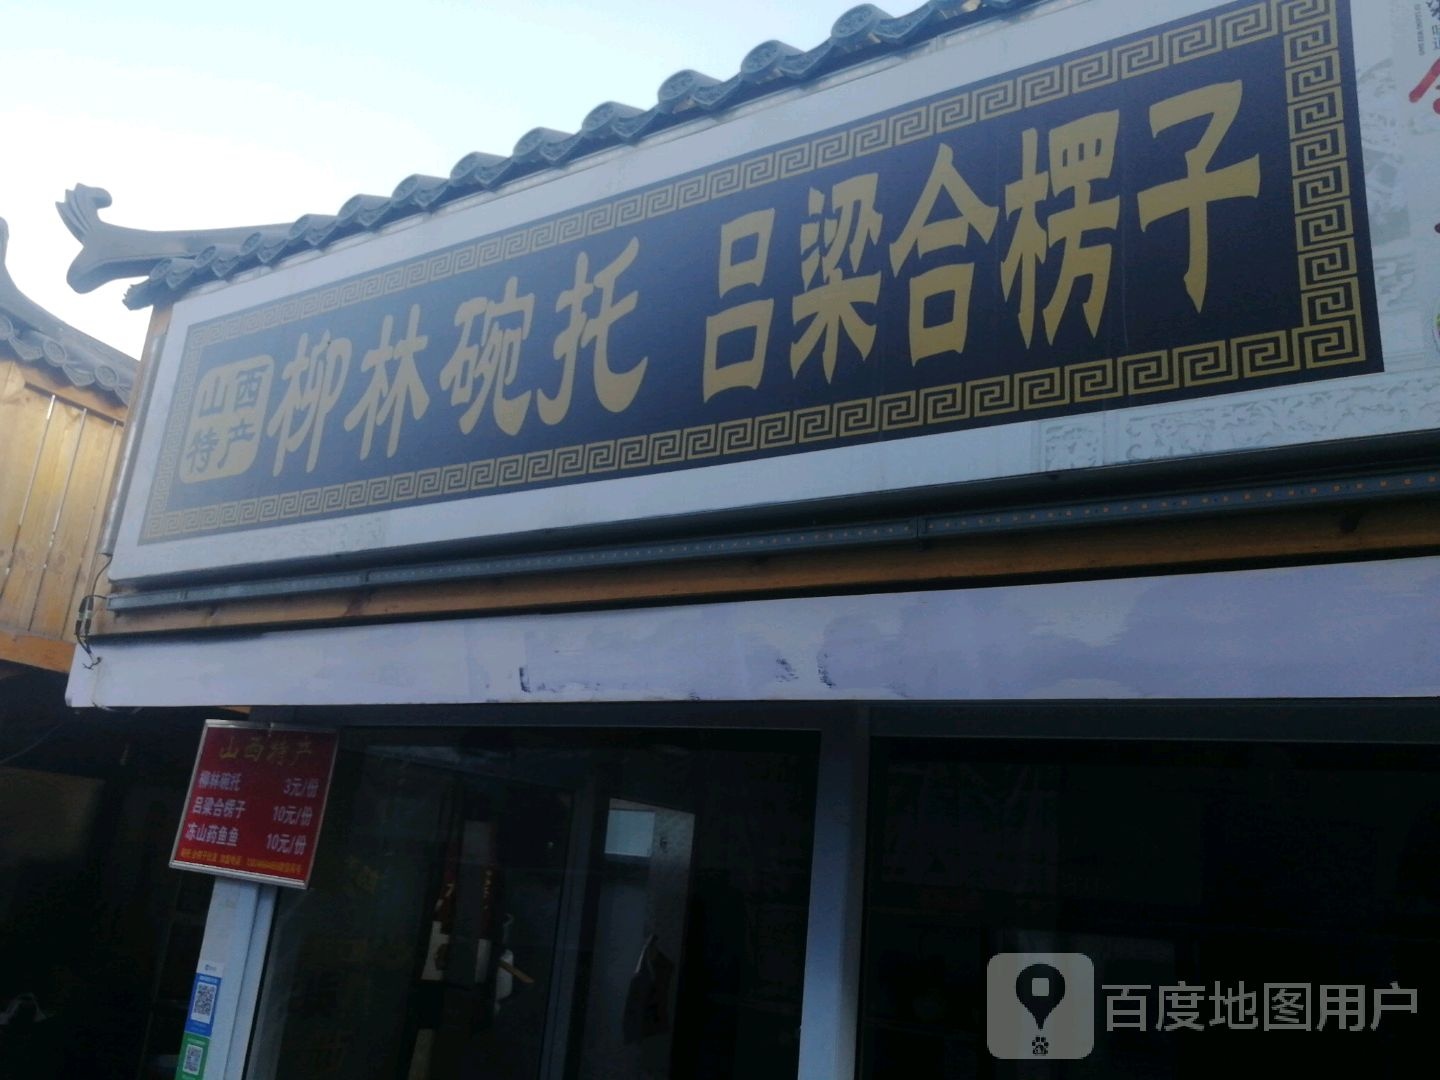 山西
特产
柳林碗托 吕梁合楞子
山西特产
柳林碗托 3元/份
吕梁合楞子 10元/份
冻山药鱼鱼 10元/份
百度地图用户